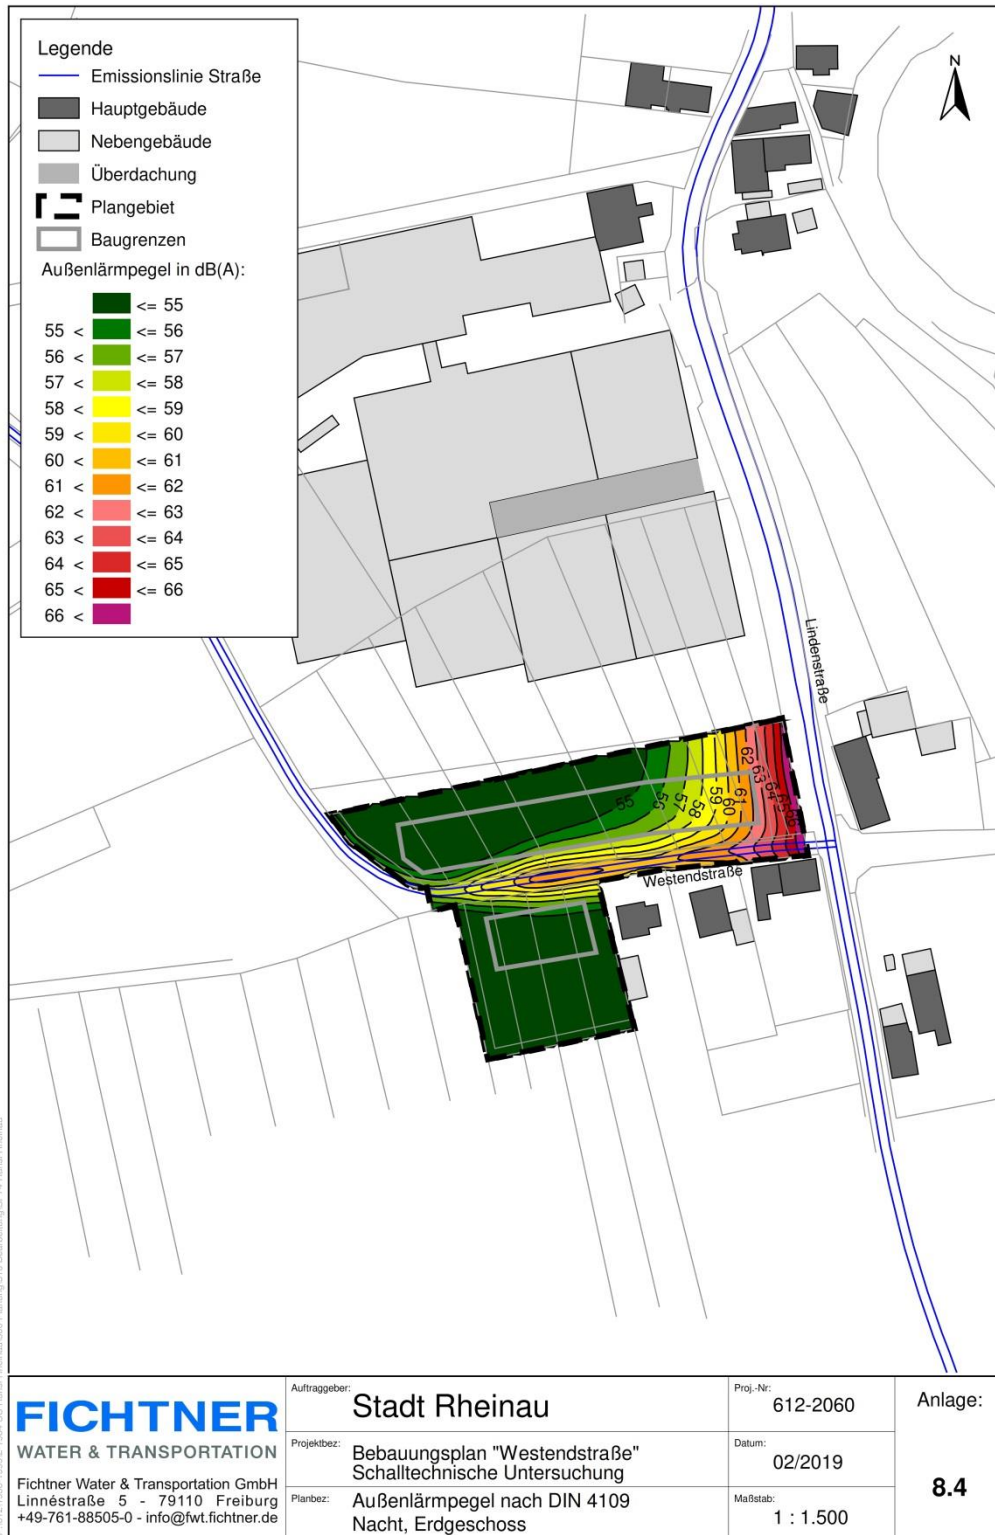 Legende
Emissionslinie Straße
Hauptgebäude
Nebengebäude
Überdachung
Plangebiet
Baugrenzen
Außenlärmpegel in dB(A):
<= 55
55 < <= 56
56 < <= 57
57 < <= 58
58 < <= 59
59 < <= 60
60 < <= 61
61 < <= 62
62 < <= 63
63 < <= 64
64 < <= 65
65 < <= 66
66 <
N
Lindenstraße
55
56
57
58
59
60
61
62
63
64
65
66
Westendstraße
FICHTNER
WATER & TRANSPORTATION
Fichtner Water & Transportation GmbH
Linnéstraße 5 - 79110 Freiburg
+49-761-88505-0 - info@fwt.fichtner.de
Auftraggeber:
Stadt Rheinau
Projektbez:
Bebauungsplan "Westendstraße"
Schalltechnische Untersuchung
Planbez:
Außenlärmpegel nach DIN 4109
Nacht, Erdgeschoss
Proj.-Nr:
612-2060
Datum:
02/2019
Maßstab:
1 : 1.500
Anlage:
8.4